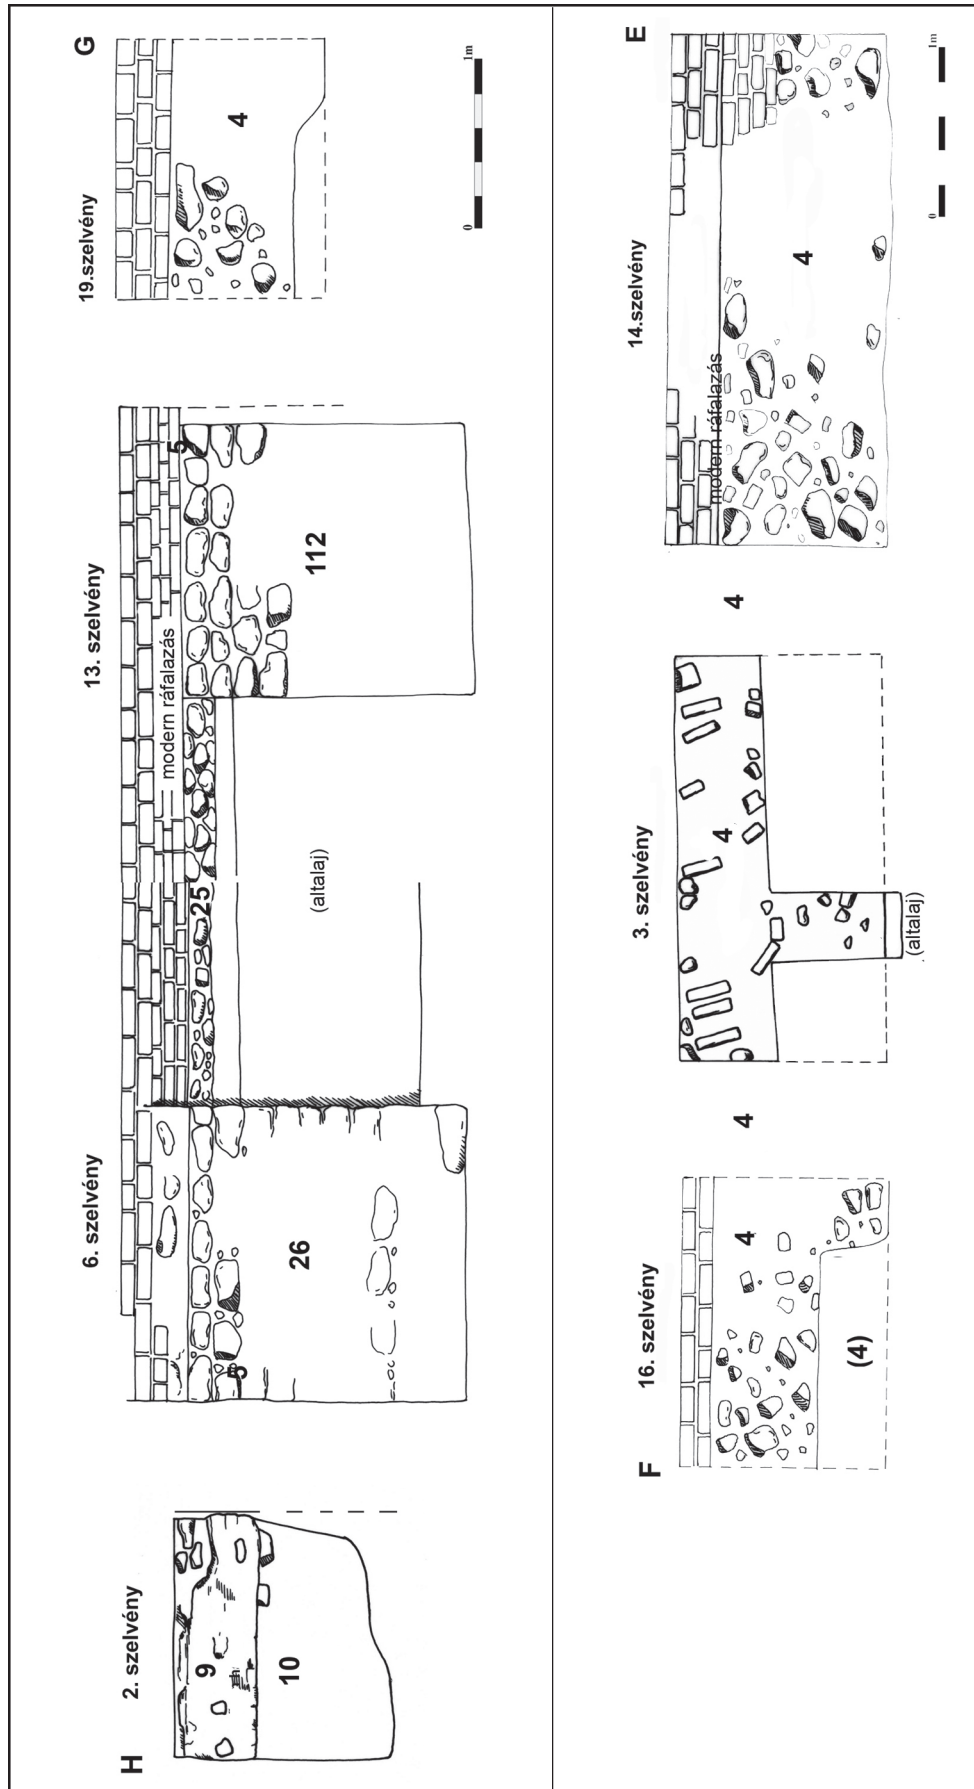 H
2. szelvény
9
10
6. szelvény
5
26
25
(altalaj)
13. szelvény
modern ráfalazás
5
112
19.szelvény
G
4
0
1m
F
16. szelvény
4
(4)
4
3. szelvény
4
(altalaj)
4
14.szelvény
E
modern ráfalazás
4
0
1m